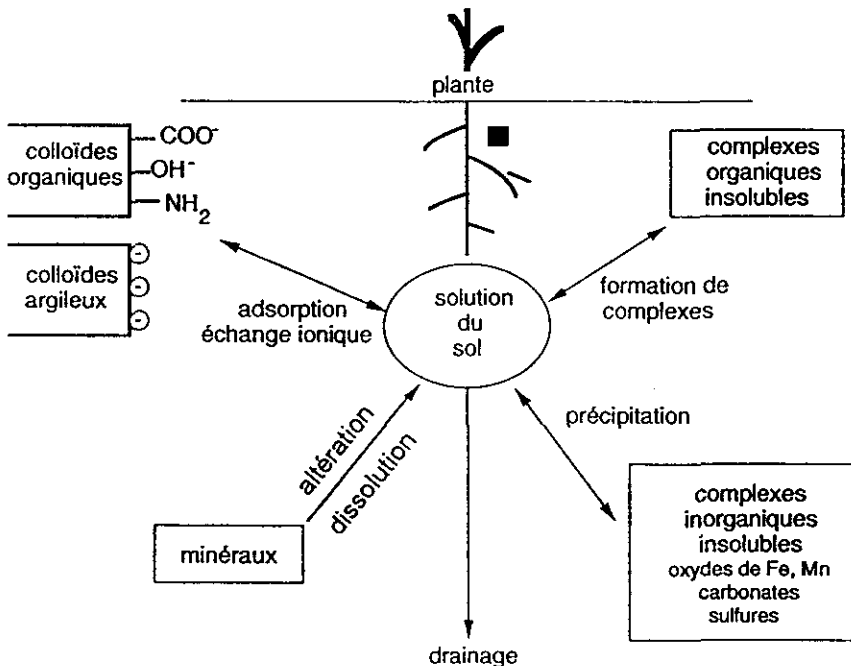 plante
colloïdes
organiques
COO⁻
OH⁻
NH₂
complexes
organiques
insolubles
colloïdes
argileux
-
-
-
adsorption
échange ionique
solution
du
sol
formation de
complexes
altération
dissolution
précipitation
minéraux
complexes
inorganiques
insolubles
oxydes de Fe, Mn
carbonates
sulfures
drainage